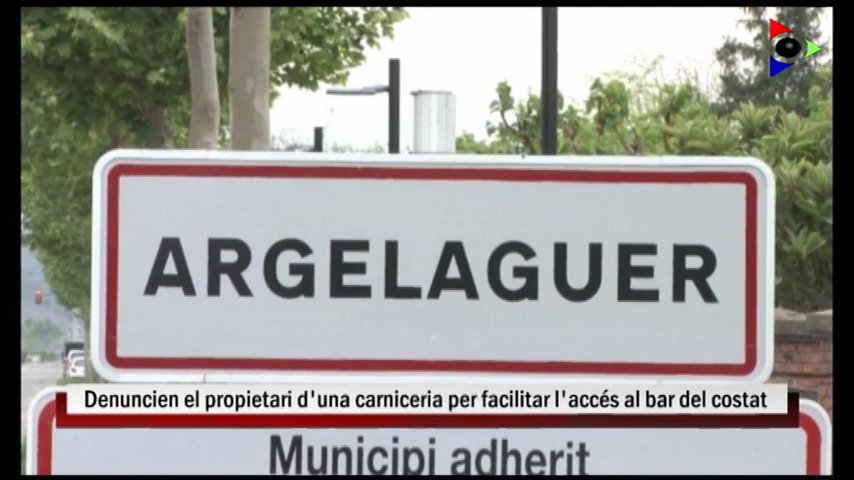 ARGELAGUER
Denuncien el propietari d'una carniceria per facilitar l'accés al bar del costat
Municipi adherit